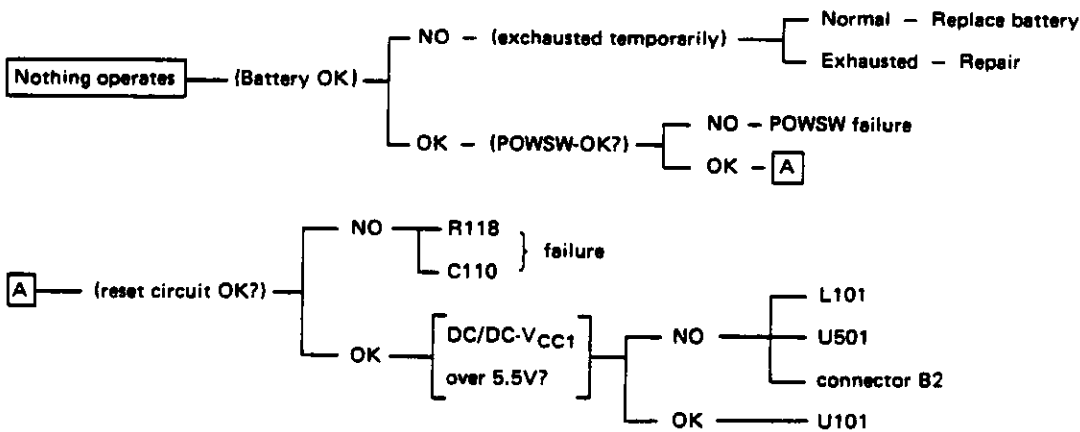 NO – (exchausted temporarily)
Normal – Replace battery
Exhausted – Repair
Nothing operates
(Battery OK)
OK – (POWSW-OK?)
NO – POWSW failure
OK – A
A
(reset circuit OK?)
NO
R118
C110
} failure
OK
[DC/DC-VCC1
over 5.5V?]
NO
L101
U501
connector B2
OK
U101